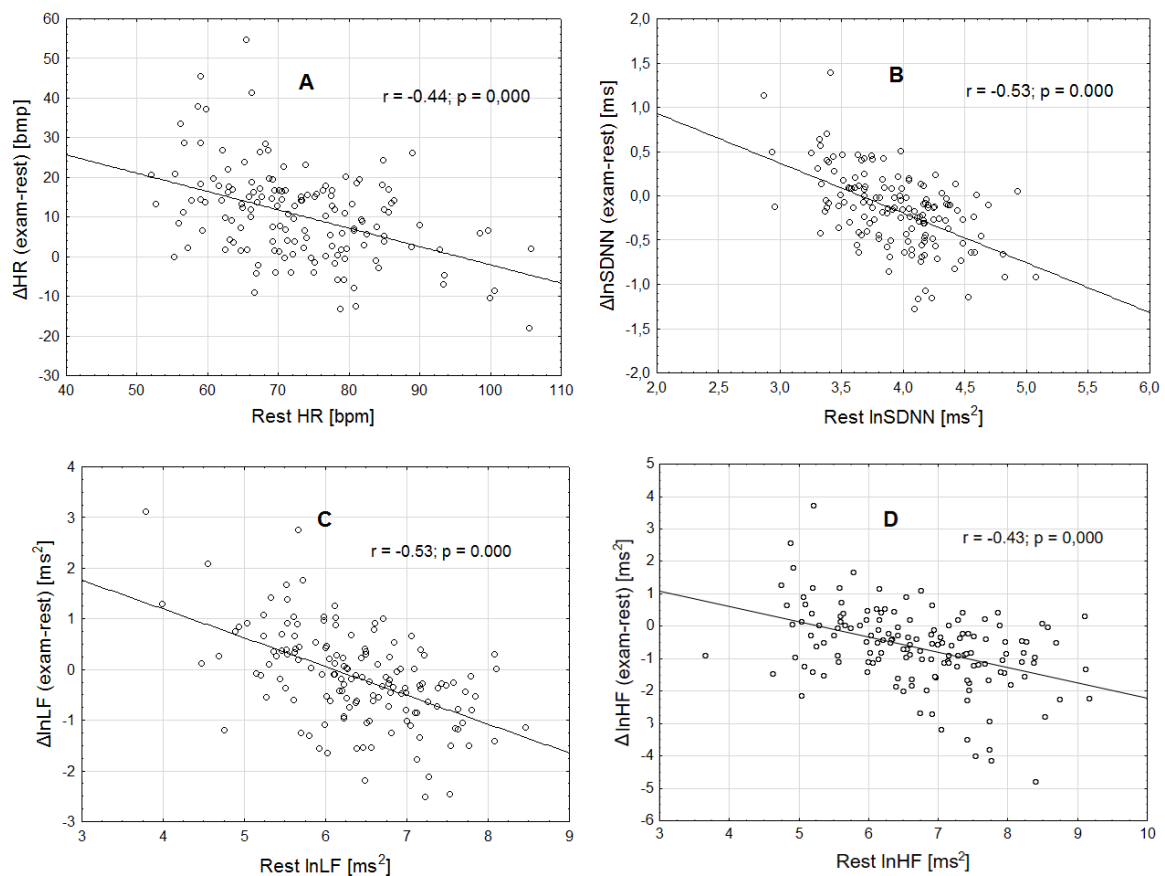 A
r = -0.44; p = 0,000
ΔHR (exam-rest) [bmp]
60
50
40
30
20
10
0
-10
-20
-30
40 50 60 70 80 90 100 110
Rest HR [bpm]
B
r = -0.53; p = 0.000
ΔlnSDNN (exam-rest) [ms]
2,0
1,5
1,0
0,5
0,0
-0,5
-1,0
-1,5
2,0
2,0 2,5 3,0 3,5 4,0 4,5 5,0 5,5 6,0
Rest lnSDNN [ms²]
C
r = -0.53; p = 0.000
ΔlnLF (exam-rest) [ms²]
4
3
2
1
0
-1
-2
-3
3 4 5 6 7 8 9
Rest lnLF [ms²]
D
r = -0.43; p = 0,000
ΔlnHF (exam-rest) [ms²]
5
4
3
2
1
0
-1
-2
3
-4
-5
-6
3 4 5 6 7 8 9 10
Rest lnHF [ms²]